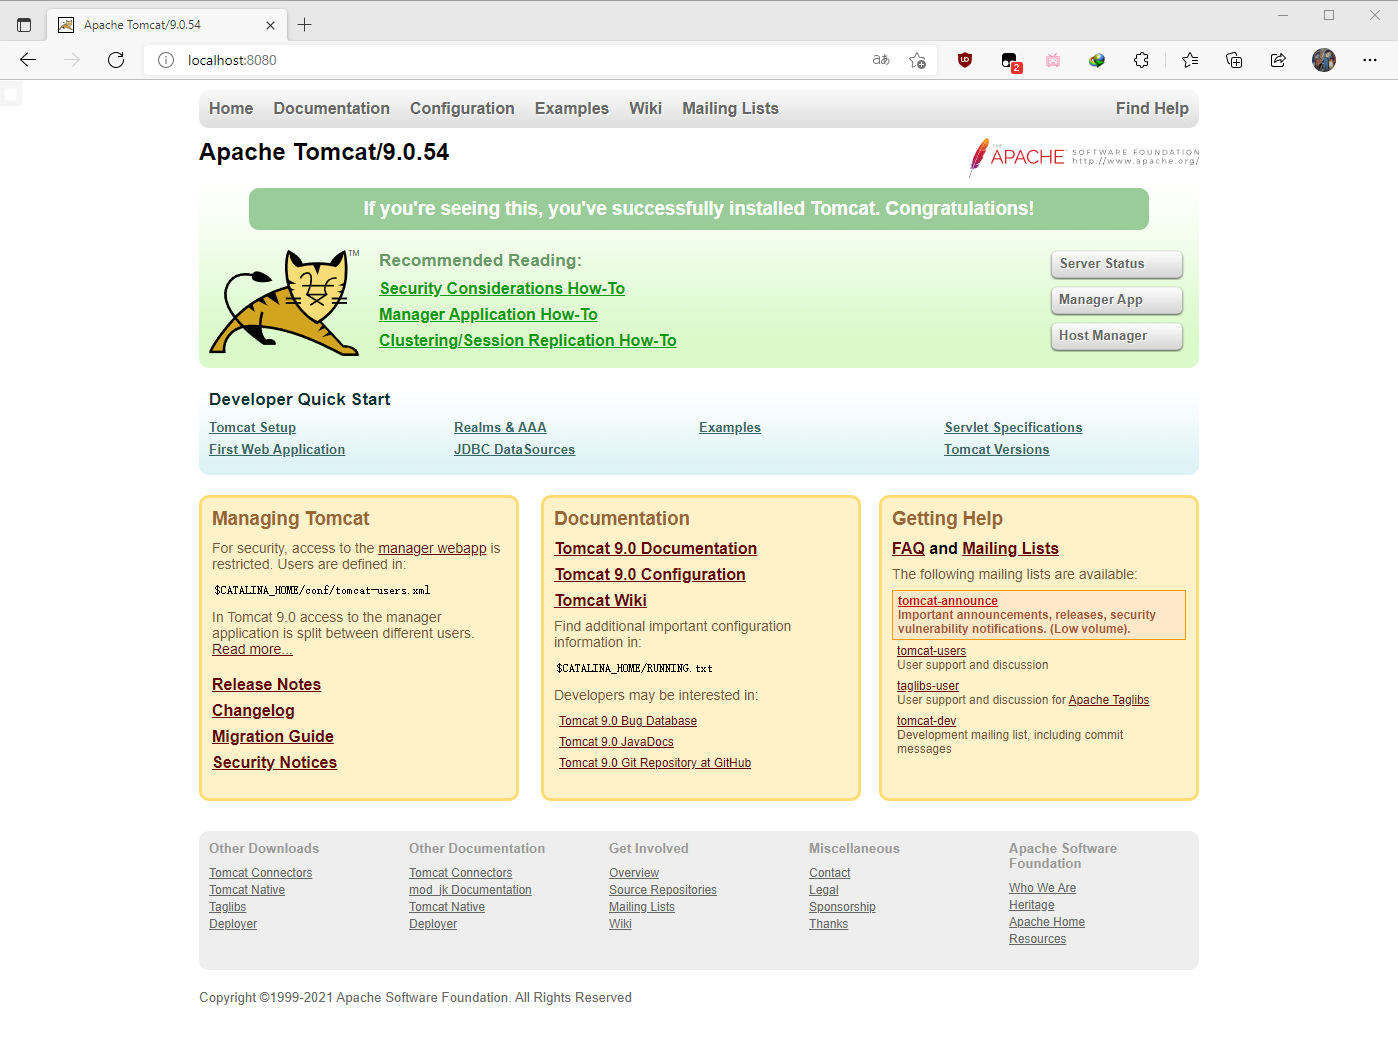 Apache Tomcat/9.0.54
localhost:8080
aあ
2
Home Documentation Configuration Examples Wiki Mailing Lists Find Help
Apache Tomcat/9.0.54
THE APACHE SOFTWARE FOUNDATION
http://www.apache.org/
If you're seeing this, you've successfully installed Tomcat. Congratulations!
TM
Recommended Reading:
Security Considerations How-To
Manager Application How-To
Clustering/Session Replication How-To
Server Status
Manager App
Host Manager
Developer Quick Start
Tomcat Setup
First Web Application
Realms & AAA
JDBC DataSources
Examples
Servlet Specifications
Tomcat Versions
Managing Tomcat
For security, access to the manager webapp is
restricted. Users are defined in:
$CATALINA_HOME/conf/tomcat-users.xml
In Tomcat 9.0 access to the manager
application is split between different users.
Read more...
Release Notes
Changelog
Migration Guide
Security Notices
Documentation
Tomcat 9.0 Documentation
Tomcat 9.0 Configuration
Tomcat Wiki
Find additional important configuration
information in:
$CATALINA_HOME/RUNNING.txt
Developers may be interested in:
Tomcat 9.0 Bug Database
Tomcat 9.0 JavaDocs
Tomcat 9.0 Git Repository at GitHub
Getting Help
FAQ and Mailing Lists
The following mailing lists are available:
tomcat-announce
Important announcements, releases, security
vulnerability notifications. (Low volume).
tomcat-users
User support and discussion
taglibs-user
User support and discussion for Apache Taglibs
tomcat-dev
Development mailing list, including commit
messages
Other Downloads
Tomcat Connectors
Tomcat Native
Taglibs
Deployer
Other Documentation
Tomcat Connectors
mod_jk Documentation
Tomcat Native
Deployer
Get Involved
Overview
Source Repositories
Mailing Lists
Wiki
Miscellaneous
Contact
Legal
Sponsorship
Thanks
Apache Software
Foundation
Who We Are
Heritage
Apache Home
Resources
Copyright ©1999-2021 Apache Software Foundation. All Rights Reserved